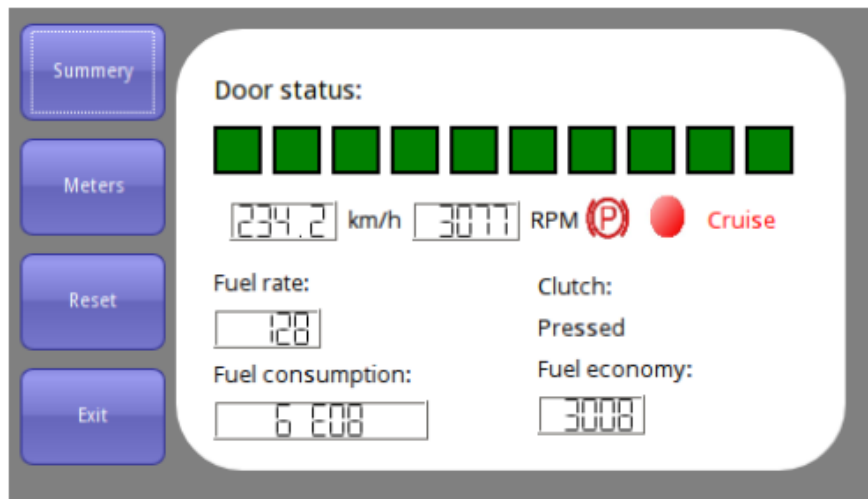 Summery
Meters
Reset
Exit
Door status:
234.2 km/h 3077 RPM P Cruise
Fuel rate:
128
Clutch:
Pressed
Fuel consumption:
6 E08
Fuel economy:
3008